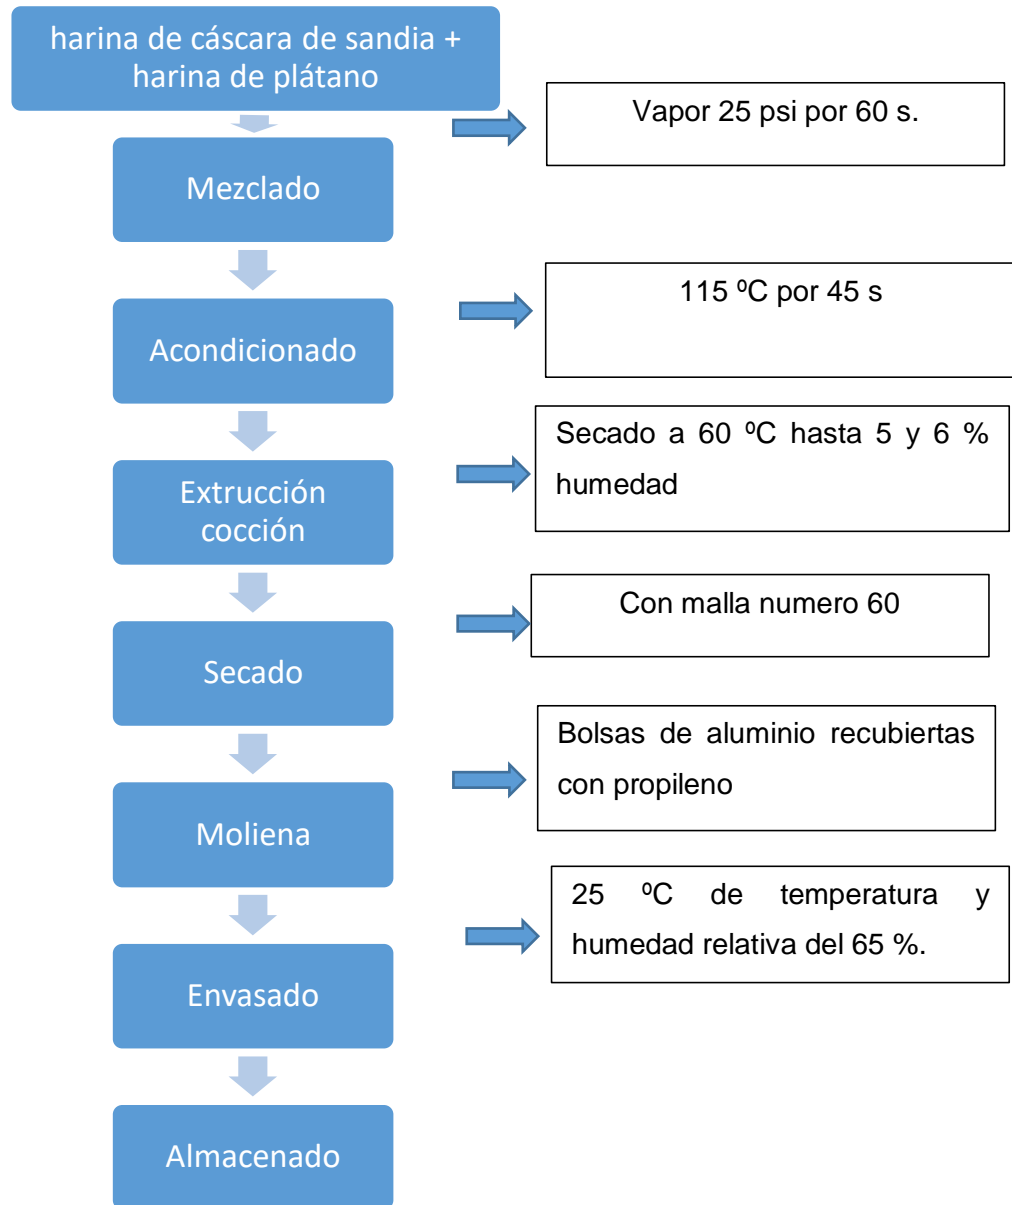 harina de cáscara de sandia +
harina de plátano
Vapor 25 psi por 60 s.
Mezclado
115 ºC por 45 s
Acondicionado
Secado a 60 ºC hasta 5 y 6 %
humedad
Extrucción
cocción
Con malla numero 60
Secado
Bolsas de aluminio recubiertas
con propileno
Moliena
25 ºC de temperatura y
humedad relativa del 65 %.
Envasado
Almacenado